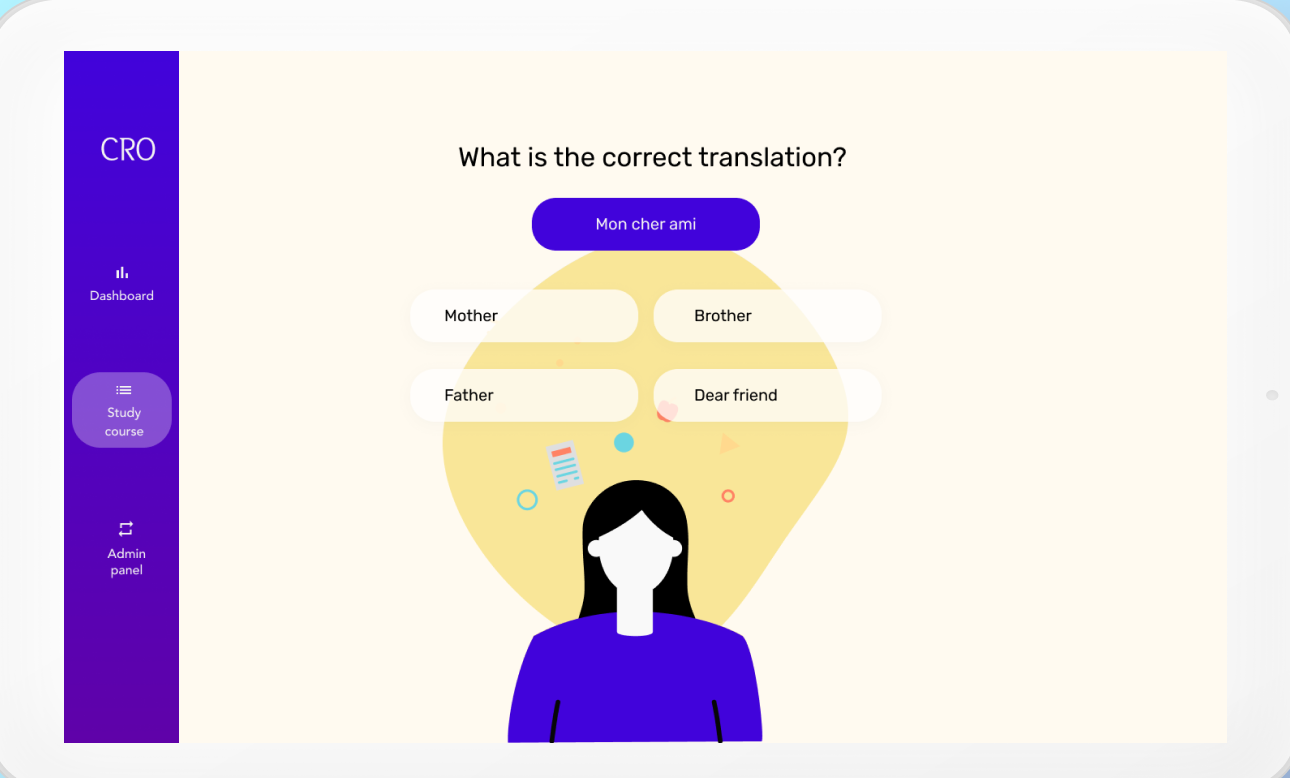 CRO
Dashboard
Study
course
Admin
panel
What is the correct translation?
Mon cher ami
Mother
Brother
Father
Dear friend